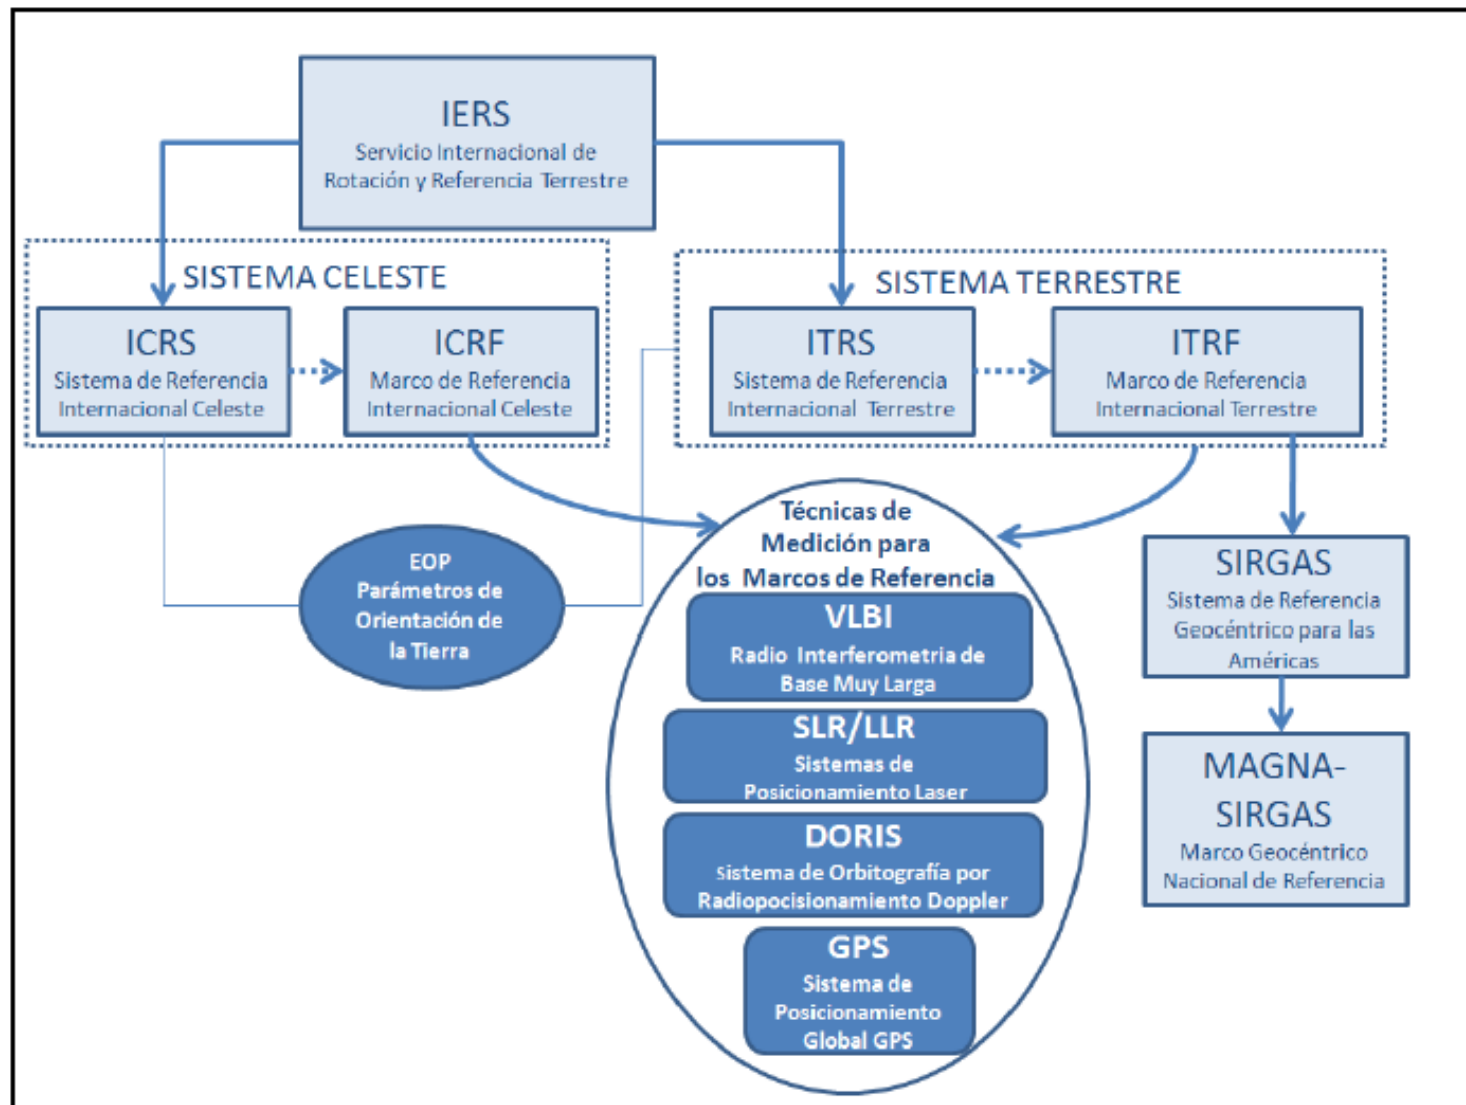 IERS
Servicio Internacional de
Rotación y Referencia Terrestre
SISTEMA CELESTE
ICRS
Sistema de Referencia
Internacional Celeste
ICRF
Marco de Referencia
Internacional Celeste
SISTEMA TERRESTRE
ITRS
Sistema de Referencia
Internacional Terrestre
ITRF
Marco de Referencia
Internacional Terrestre
EOP
Parámetros de
Orientación de
la Tierra
Técnicas de
Medición para
los Marcos de Referencia
VLBI
Radio Interferometria de
Base Muy Larga
SLR/LLR
Sistemas de
Posicionamiento Laser
DORIS
Sistema de Orbitografía por
Radiopocisionamiento Doppler
GPS
Sistema de
Posicionamiento
Global GPS
SIRGAS
Sistema de Referencia
Geocéntrico para las
Américas
MAGNA-
SIRGAS
Marco Geocéntrico
Nacional de Referencia